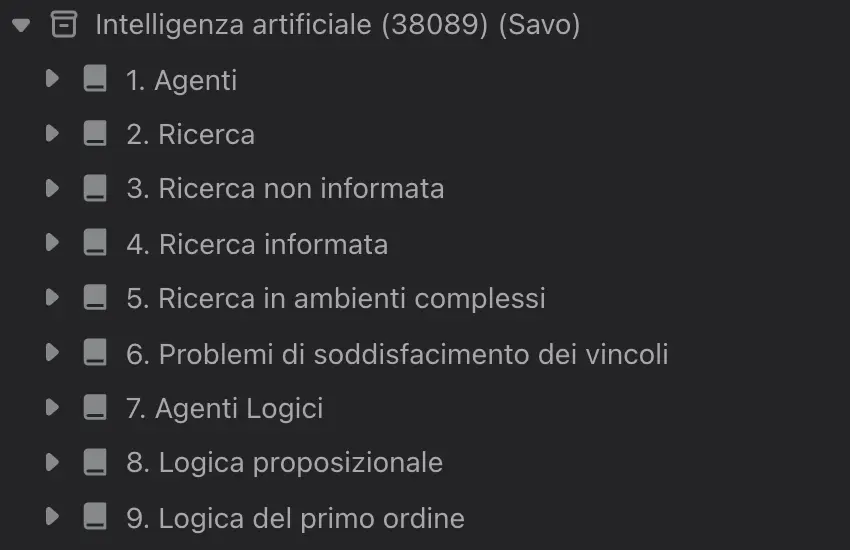 Intelligenza artificiale (38089) (Savo)
1. Agenti
2. Ricerca
3. Ricerca non informata
4. Ricerca informata
5. Ricerca in ambienti complessi
6. Problemi di soddisfacimento dei vincoli
7. Agenti Logici
8. Logica proposizionale
9. Logica del primo ordine